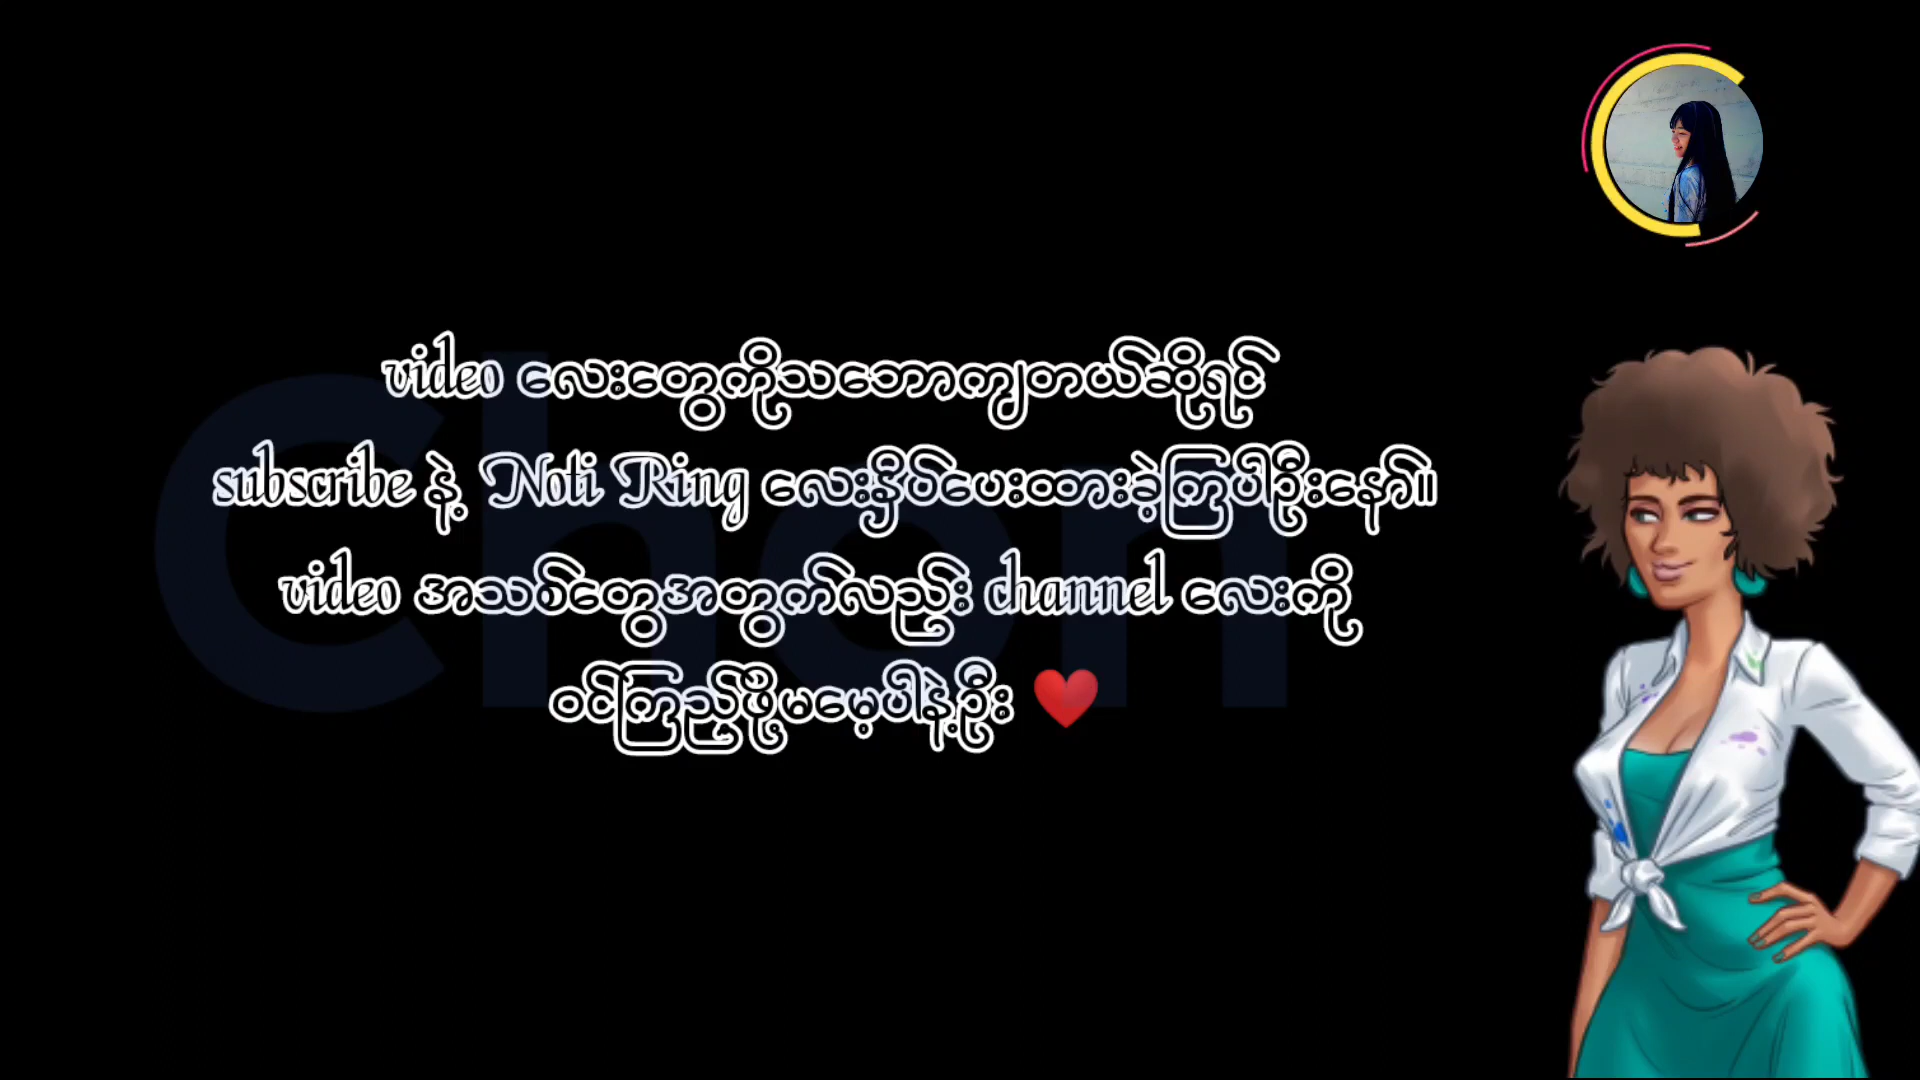 video လေးတွေကိုသဘောကျတယ်ဆိုရင်
subscribe နဲ့ Noti Ring လေးနှိပ်ပေးထားခဲ့ကြပါဦးနော်။
video အသစ်တွေအတွက်လည်း channel လေးကို
ဝင်ကြည့်ဖို့မမေ့ပါနဲ့ဦး ❤️
Chon